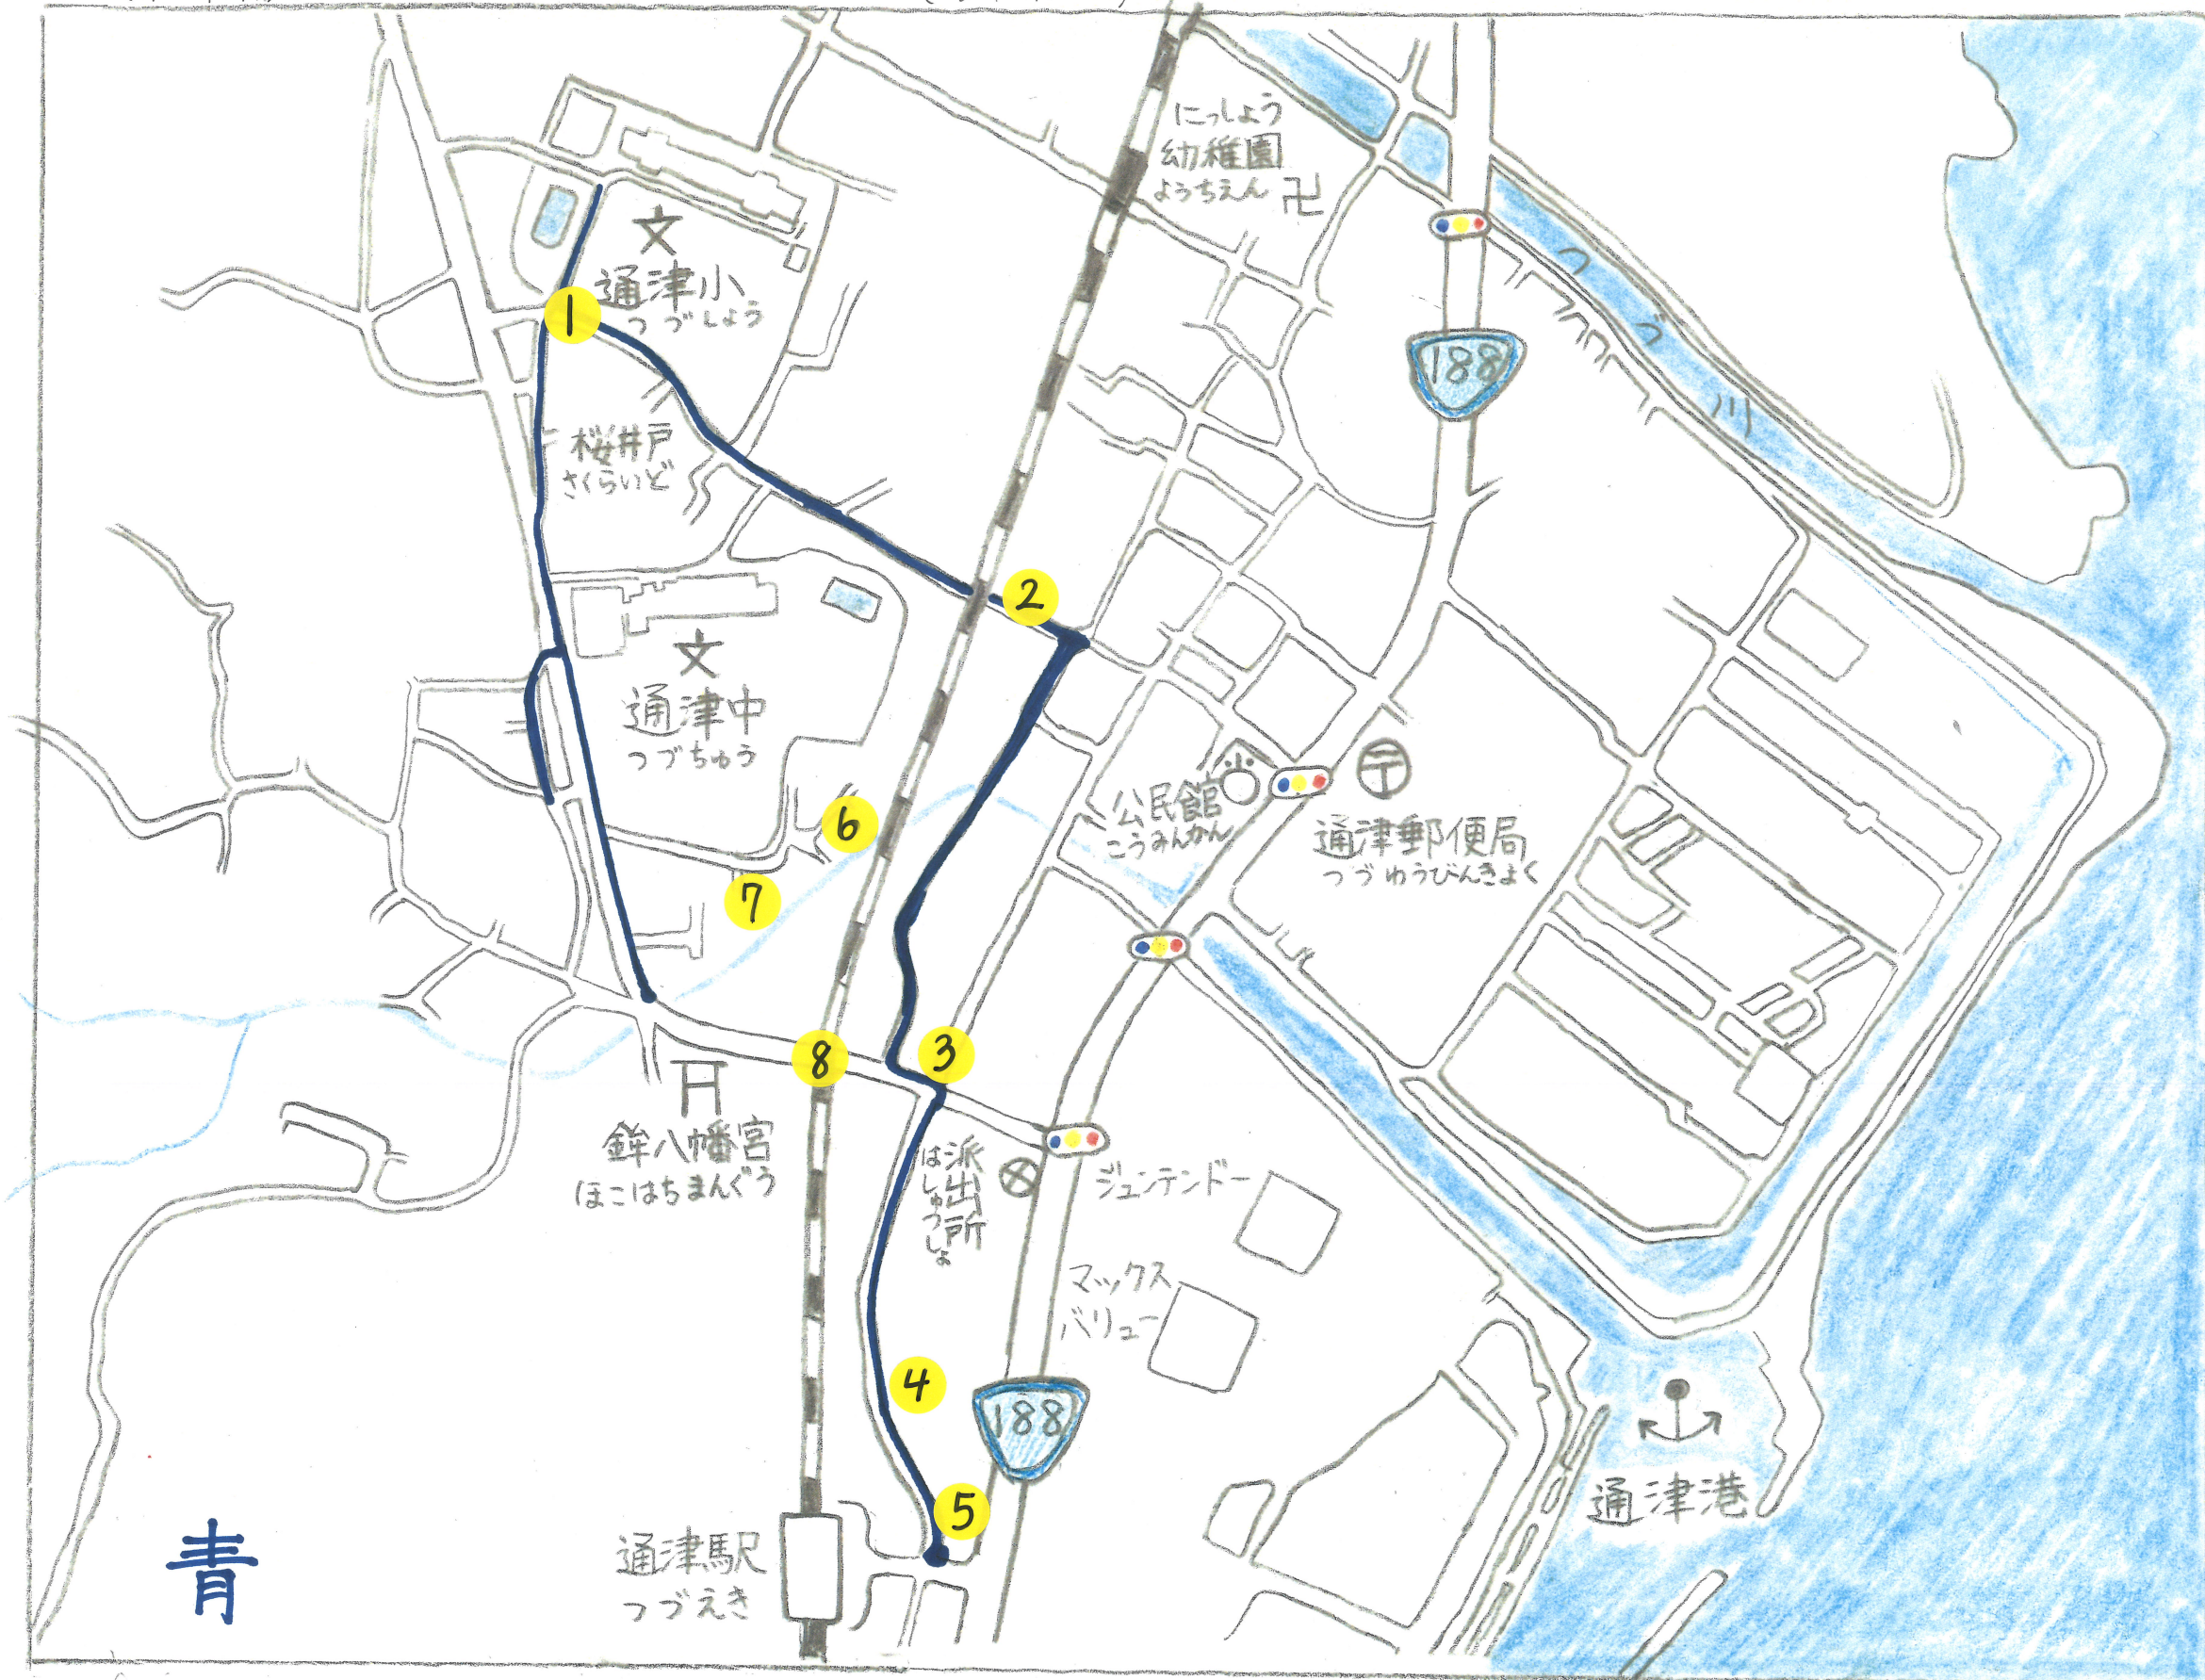 にっしょう
幼稚園
ようちえん
卍
文
通津小
つづしょう
1
188
つづ川
桜井戸
さくらいど
2
文
通津中
つづちゅう
6
7
公民館
こうみんかん
〒
通津郵便局
つづゆうびんきょく
8
3
鉾八幡宮
ほこはちまんぐう
派出所
はしゅつしょ
ジュンテンドー
マックス
バリュー
4
188
5
通津港
通津駅
つづえき
青